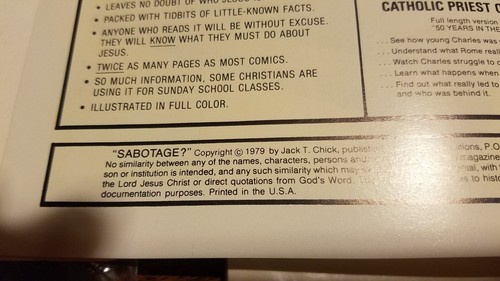 • LEAVES NO DOUBT OF WHO JESUS
• PACKED WITH TIDBITS OF LITTLE-KNOWN FACTS.
• ANYONE WHO READS IT WILL BE WITHOUT EXCUSE.
THEY WILL KNOW WHAT THEY MUST DO ABOUT
JESUS.
• TWICE AS MANY PAGES AS MOST COMICS.
• SO MUCH INFORMATION, SOME CHRISTIANS ARE
USING IT FOR SUNDAY SCHOOL CLASSES.
• ILLUSTRATED IN FULL COLOR.
CATHOLIC PRIEST
Full length version
"50 YEARS IN THE
. . . See how young Charles was
. . . Understand what Rome
. . . Watch Charles struggle to
. . . Learn what happens when
. . . Find out what really led to
and who was behind it.
"SABOTAGE?" Copyright © 1979 by Jack T. Chick, P.O
No similarity between any of the names, characters, persons magazine
son or institution is intended, and any such similarity which may with
the Lord Jesus Christ or direct quotations from God's Word. to
documentation purposes. Printed in the U.S.A.